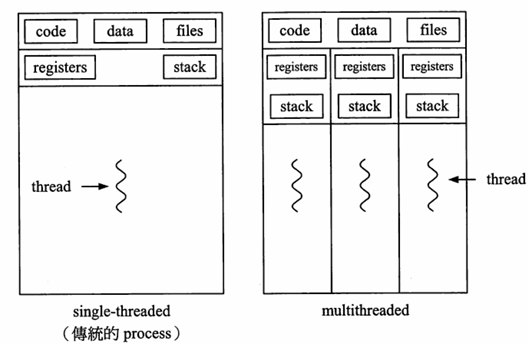 code data files
registers stack
thread
single-threaded
（傳統的 process）
code data files
registers registers registers
stack stack stack
thread
multithreaded